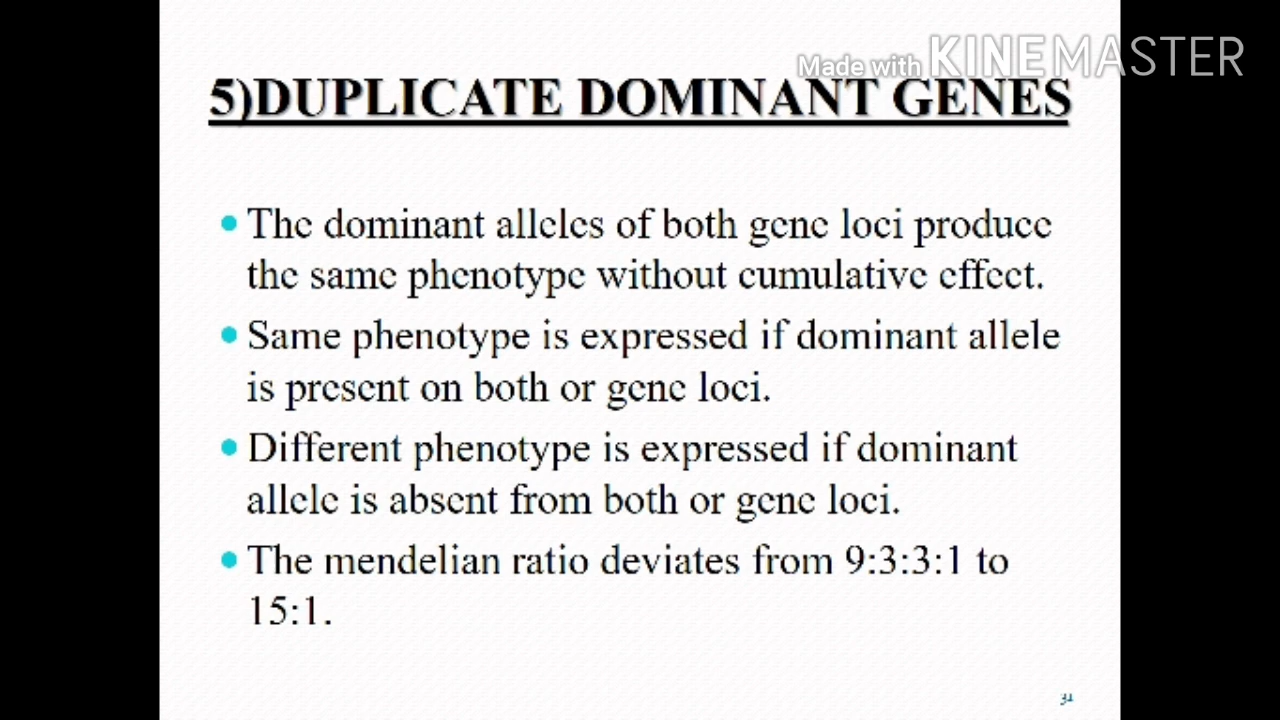 Made with KINEMASTER
5)DUPLICATE DOMINANT GENES
The dominant alleles of both gene loci produce
the same phenotype without cumulative effect.
Same phenotype is expressed if dominant allele
is present on both or gene loci.
Different phenotype is expressed if dominant
allele is absent from both or gene loci.
The mendelian ratio deviates from 9:3:3:1 to
15:1.
31